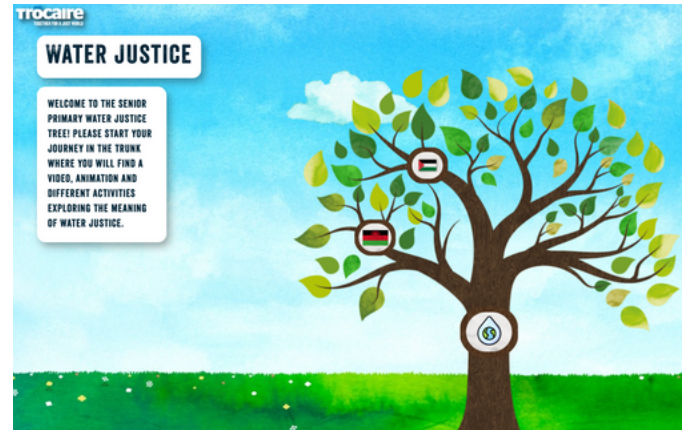 Trócaire
TOGETHER FOR A JUST WORLD
WATER JUSTICE
WELCOME TO THE SENIOR
PRIMARY WATER JUSTICE
TREE! PLEASE START YOUR
JOURNEY IN THE TRUNK
WHERE YOU WILL FIND A
VIDEO, ANIMATION AND
DIFFERENT ACTIVITIES
EXPLORING THE MEANING
OF WATER JUSTICE.